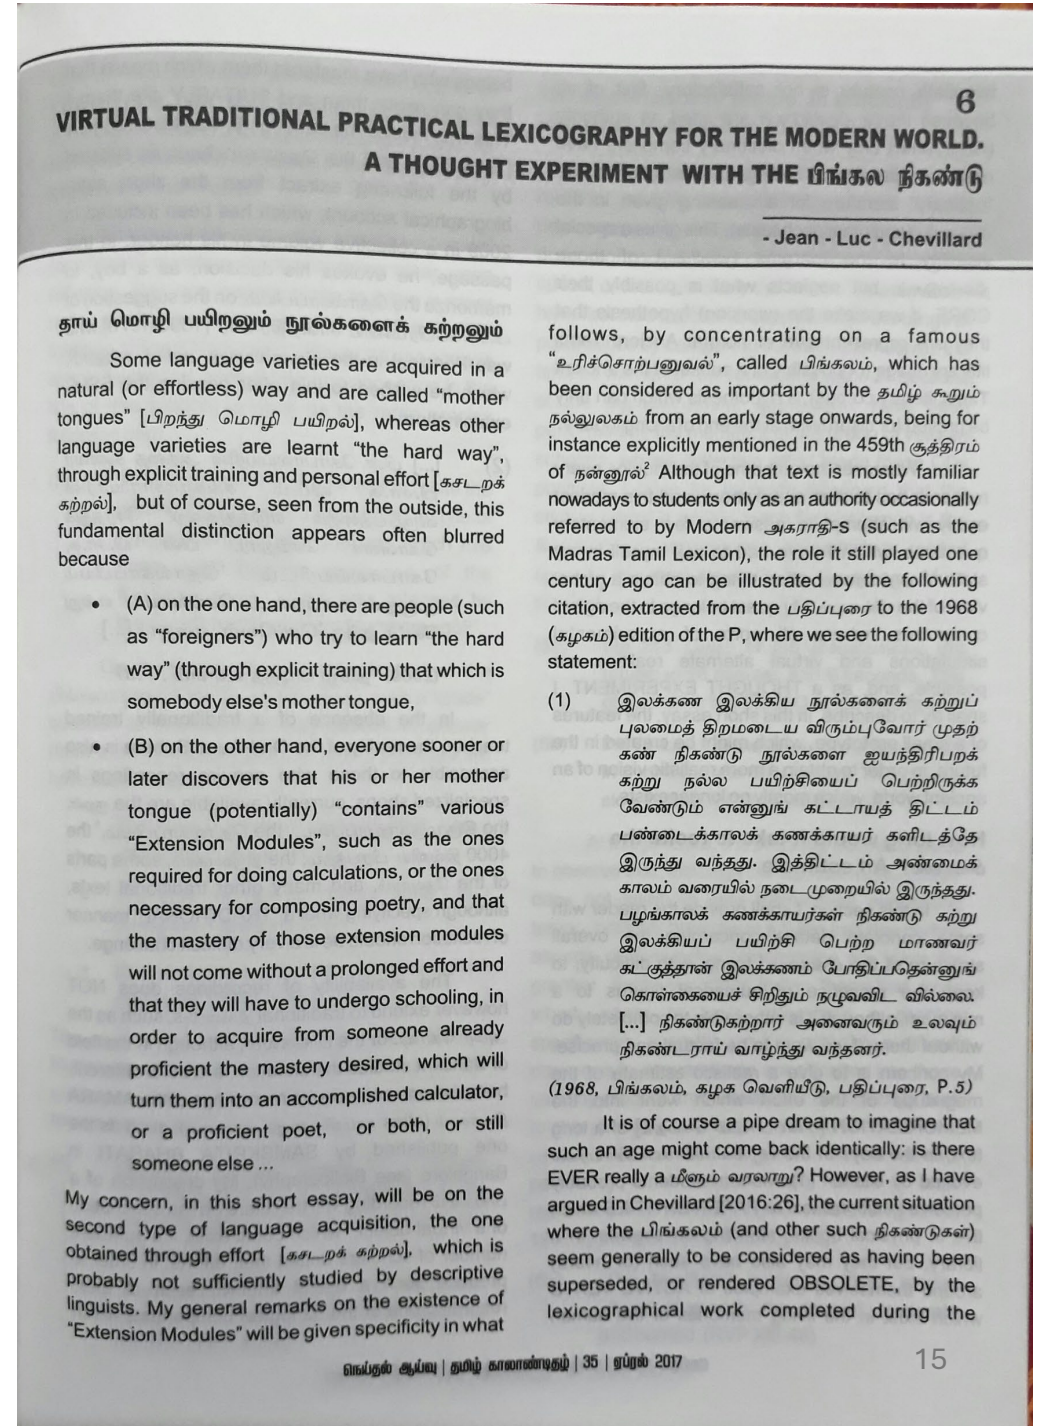 6
VIRTUAL TRADITIONAL PRACTICAL LEXICOGRAPHY FOR THE MODERN WORLD.
A THOUGHT EXPERIMENT WITH THE பிங்கல நிகண்டு
- Jean - Luc - Chevillard
தாய் மொழி பயிறலும் நூல்களைக் கற்றலும்
Some language varieties are acquired in a
natural (or effortless) way and are called “mother
tongues” [பிறந்து மொழி பயிறல்], whereas other
language varieties are learnt “the hard way”,
through explicit training and personal effort [கசடறக்
கற்றல்], but of course, seen from the outside, this
fundamental distinction appears often blurred
because
• (A) on the one hand, there are people (such
as “foreigners”) who try to learn “the hard
way” (through explicit training) that which is
somebody else's mother tongue,
• (B) on the other hand, everyone sooner or
later discovers that his or her mother
tongue (potentially) “contains” various
“Extension Modules”, such as the ones
required for doing calculations, or the ones
necessary for composing poetry, and that
the mastery of those extension modules
will not come without a prolonged effort and
that they will have to undergo schooling, in
order to acquire from someone already
proficient the mastery desired, which will
turn them into an accomplished calculator,
or a proficient poet, or both, or still
someone else ...
My concern, in this short essay, will be on the
second type of language acquisition, the one
obtained through effort [கசடறக் கற்றல்], which is
probably not sufficiently studied by descriptive
linguists. My general remarks on the existence of
“Extension Modules” will be given specificity in what
follows, by concentrating on a famous
“உரிச்சொற்பனுவல்”, called பிங்கலம், which has
been considered as important by the தமிழ் கூறும்
நல்லுலகம் from an early stage onwards, being for
instance explicitly mentioned in the 459th சூத்திரம்
of நன்னூல்² Although that text is mostly familiar
nowadays to students only as an authority occasionally
referred to by Modern அகராதி-s (such as the
Madras Tamil Lexicon), the role it still played one
century ago can be illustrated by the following
citation, extracted from the பதிப்புரை to the 1968
(கழகம்) edition of the P, where we see the following
statement:
(1) இலக்கண இலக்கிய நூல்களைக் கற்றுப்
புலமைத் திறமடைய விரும்புவோர் முதற்
கண் நிகண்டு நூல்களை ஐயந்திரிபறக்
கற்று நல்ல பயிற்சியைப் பெற்றிருக்க
வேண்டும் என்னுங் கட்டாயத் திட்டம்
பண்டைக்காலக் கணக்காயர் களிடத்தே
இருந்து வந்தது. இத்திட்டம் அண்மைக்
காலம் வரையில் நடைமுறையில் இருந்தது.
பழங்காலக் கணக்காயர்கள் நிகண்டு கற்று
இலக்கியப் பயிற்சி பெற்ற மாணவர்
கட்குத்தான் இலக்கணம் போதிப்பதென்னுங்
கொள்கையைச் சிறிதும் நழுவவிட வில்லை.
[...] நிகண்டுகற்றார் அனைவரும் உலவும்
நிகண்டராய் வாழ்ந்து வந்தனர்.
(1968, பிங்கலம், கழக வெளியீடு, பதிப்புரை, P.5)
It is of course a pipe dream to imagine that
such an age might come back identically: is there
EVER really a மீளும் வரலாறு? However, as I have
argued in Chevillard [2016:26], the current situation
where the பிங்கலம் (and other such நிகண்டுகள்)
seem generally to be considered as having been
superseded, or rendered OBSOLETE, by the
lexicographical work completed during the
நெய்தல் ஆய்வு | தமிழ் காலாண்டிதழ் | 35 | ஏப்ரல் 2017
15